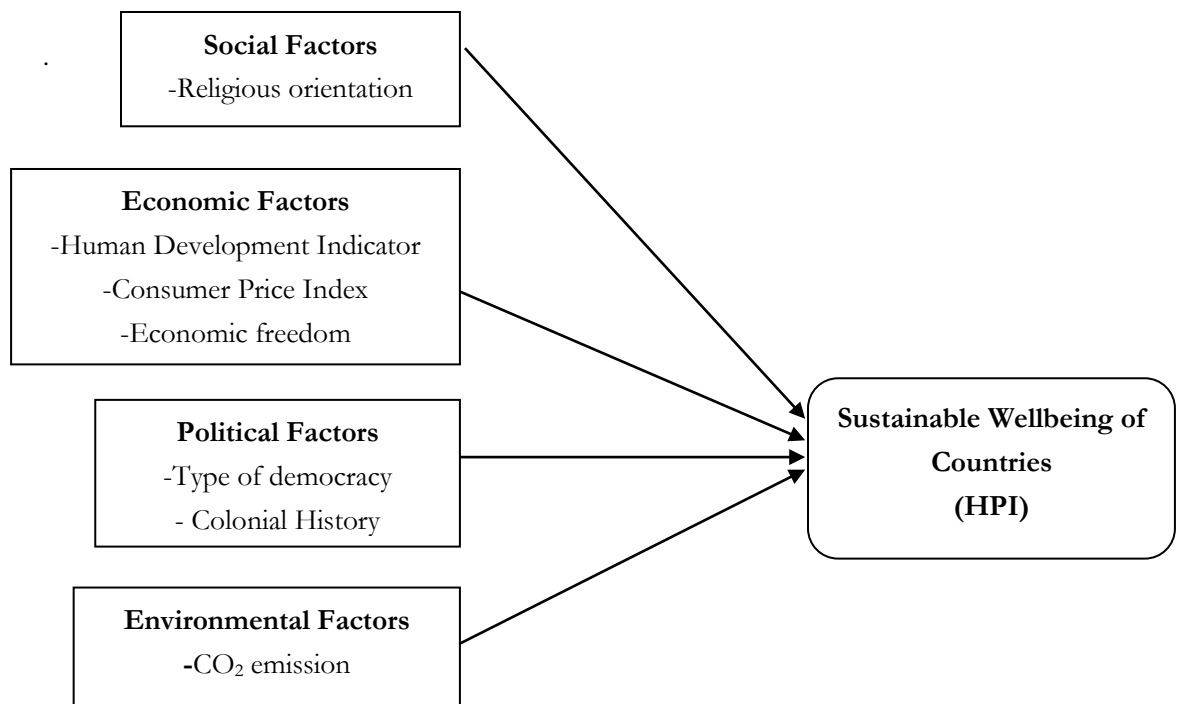 Social Factors
-Religious orientation
.
Economic Factors
-Human Development Indicator
-Consumer Price Index
-Economic freedom
Political Factors
-Type of democracy
- Colonial History
Environmental Factors
-CO₂ emission
Sustainable Wellbeing of
Countries
(HPI)